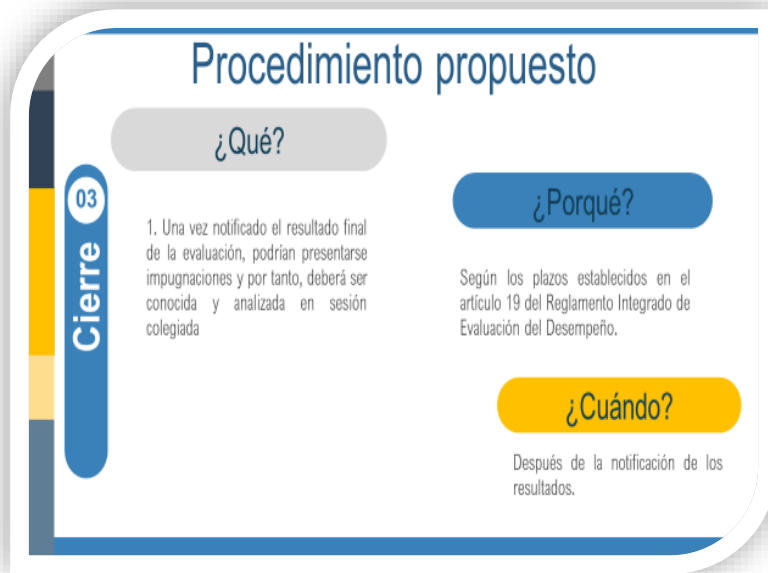 Procedimiento propuesto
¿Qué?
03
Cierre
1. Una vez notificado el resultado final
de la evaluación, podrían presentarse
impugnaciones y por tanto, deberá ser
conocida y analizada en sesión
colegiada
¿Porqué?
Según los plazos establecidos en el
artículo 19 del Reglamento Integrado de
Evaluación del Desempeño.
¿Cuándo?
Después de la notificación de los
resultados.